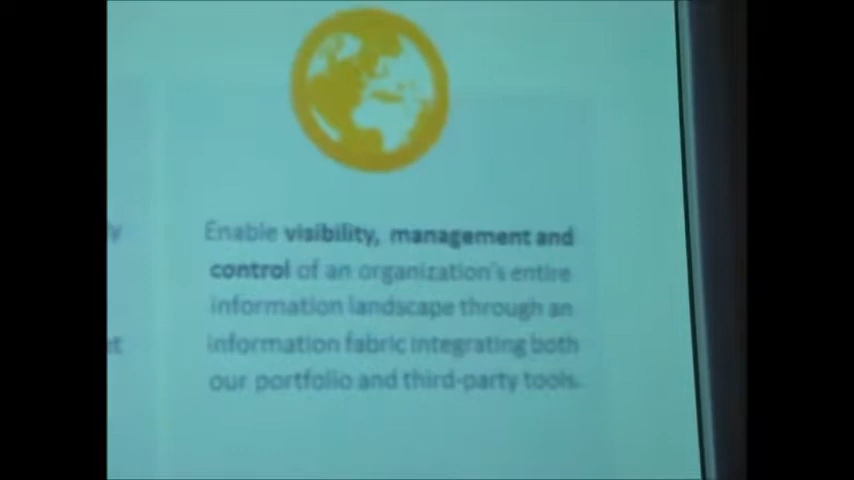 Enable visibility, management and
control of an organization's entire
information landscape through an
information fabric integrating both
our portfolio and third-party tools.